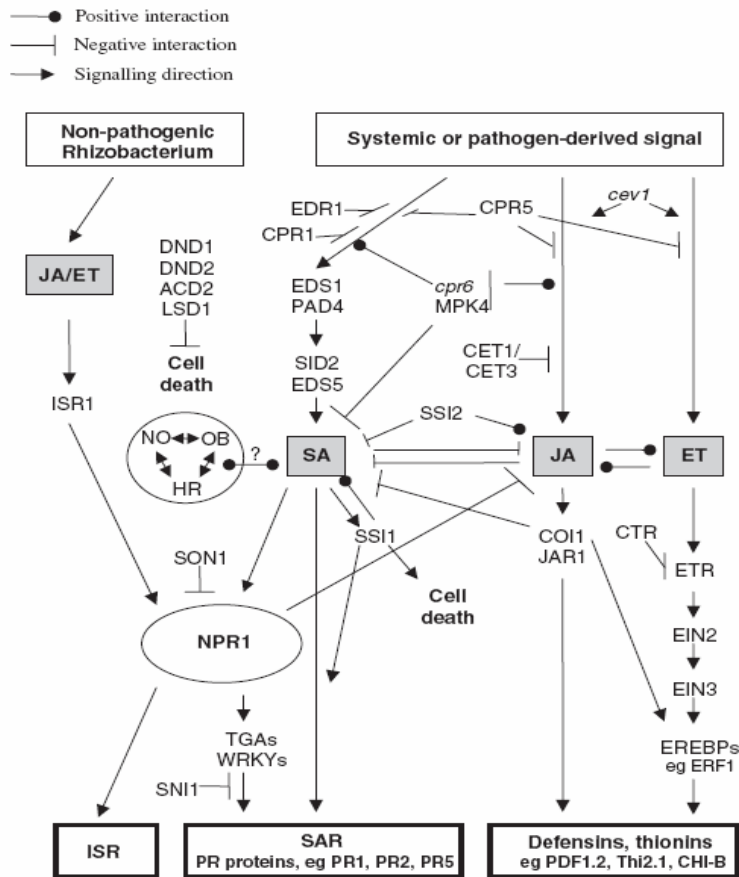 Positive interaction
Negative interaction
Signalling direction
Non-pathogenic
Rhizobacterium
Systemic or pathogen-derived signal
EDR1
CPR1
CPR5
cev1
JA/ET
DND1
DND2
ACD2
LSD1
EDS1
PAD4
cpr6
MPK4
Cell
death
SID2
EDS5
CET1/
CET3
ISR1
SSI2
NO
OB
HR
?
SA
JA
ET
SSI1
COI1
JAR1
CTR
ETR
SON1
Cell
death
NPR1
EIN2
EIN3
TGAs
WRKYs
EREBPs
eg ERF1
SNI1
ISR
SAR
PR proteins, eg PR1, PR2, PR5
Defensins, thionins
eg PDF1.2, Thi2.1, CHI-B